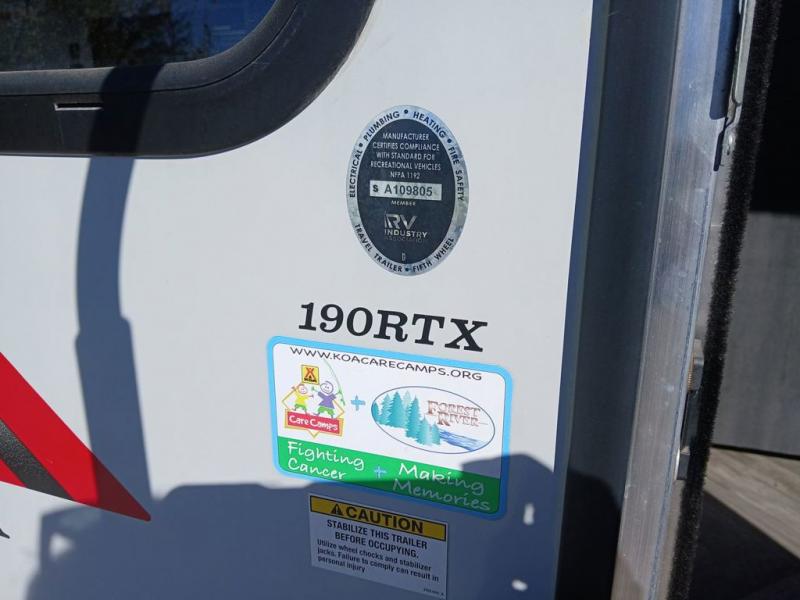 ELECTRICAL • PLUMBING • HEATING • FIRE SAFETY
MANUFACTURER
CERTIFIES COMPLIANCE
WITH STANDARD FOR
RECREATIONAL VEHICLES
NFPA 1192
S A109805
MEMBER
RV
INDUSTRY
ASSOCIATION
D
TRAVEL TRAILER • FIFTH WHEEL
190RTX
WWW.KOACARECAMPS.ORG
Care Camps
+
FOREST
RIVER
Fighting
Cancer
+
Making
Memories
CAUTION
STABILIZE THIS TRAILER
BEFORE OCCUPYING.
Utilize wheel chocks and stabilizer
jacks. Failure to comply can result in
personal injury